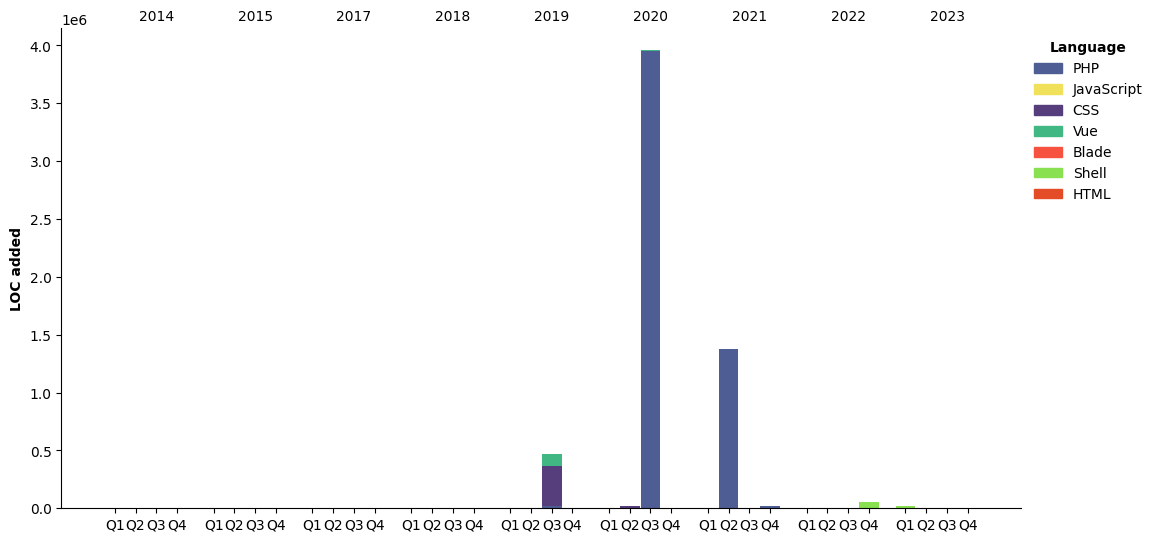 2014 2015 2017 2018 2019 2020 2021 2022 2023
1e6
4.0
3.5
3.0
2.5
2.0
1.5
1.0
0.5
0.0
LOC added
Q1 Q2 Q3 Q4 Q1 Q2 Q3 Q4 Q1 Q2 Q3 Q4 Q1 Q2 Q3 Q4 Q1 Q2 Q3 Q4 Q1 Q2 Q3 Q4 Q1 Q2 Q3 Q4 Q1 Q2 Q3 Q4 Q1 Q2 Q3 Q4
Language
PHP
JavaScript
CSS
Vue
Blade
Shell
HTML